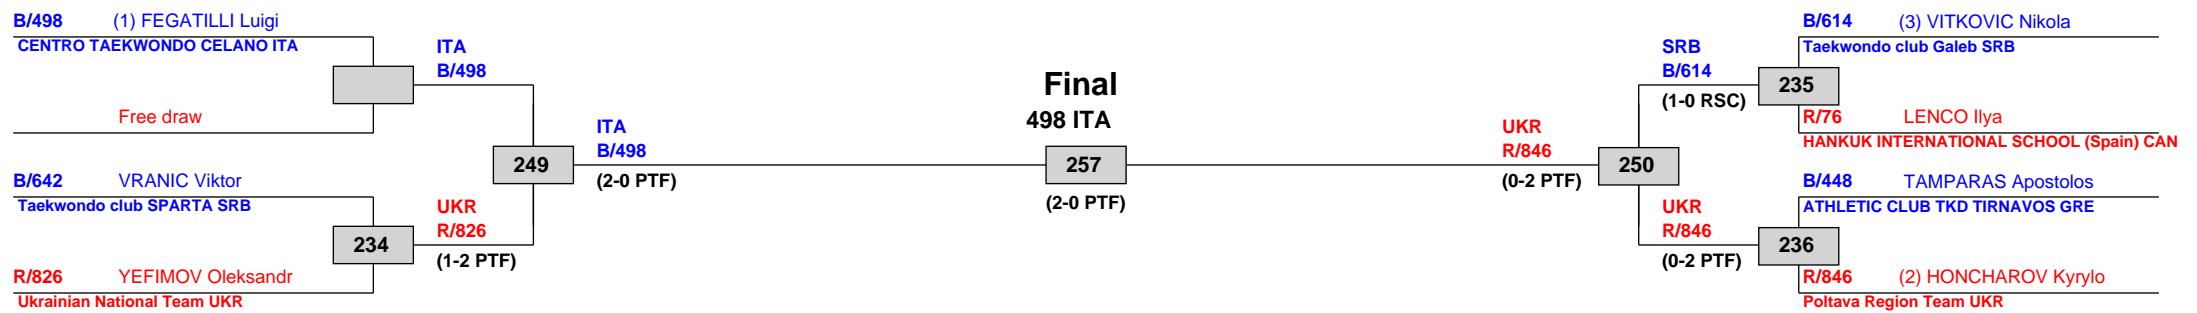 B/498 (1) FEGATILLI Luigi
CENTRO TAEKWONDO CELANO ITA
Free draw
B/642 VRANIC Viktor
Taekwondo club SPARTA SRB
234
R/826 YEFIMOV Oleksandr
Ukrainian National Team UKR
ITA
B/498
249
UKR
R/826
(1-2 PTF)
ITA
B/498
(2-0 PTF)
Final
498 ITA
257
(2-0 PTF)
UKR
R/846
(0-2 PTF)
250
SRB
B/614
(1-0 RSC)
UKR
R/846
(0-2 PTF)
B/614 (3) VITKOVIC Nikola
Taekwondo club Galeb SRB
235
R/76 LENCO Ilya
HANKUK INTERNATIONAL SCHOOL (Spain) CAN
B/448 TAMPARAS Apostolos
ATHLETIC CLUB TKD TIRNAVOS GRE
236
R/846 (2) HONCHAROV Kyrylo
Poltava Region Team UKR